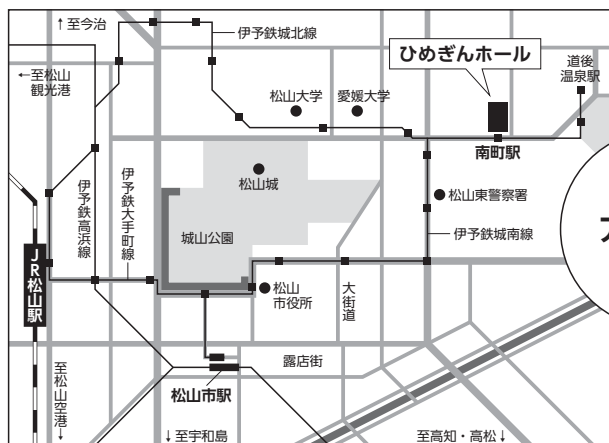 ↑至今治
伊予鉄城北線
ひめぎんホール
道後
温泉駅
←至松山
観光港
松山大学
愛媛大学
南町駅
松山城
松山東警察署
伊予鉄高浜線
伊予鉄大手町線
城山公園
伊予鉄城南線
JR松山駅
松山
市役所
大街道
露店街
至松山空港→
松山市駅
↓至宇和島
至高知・高松↓